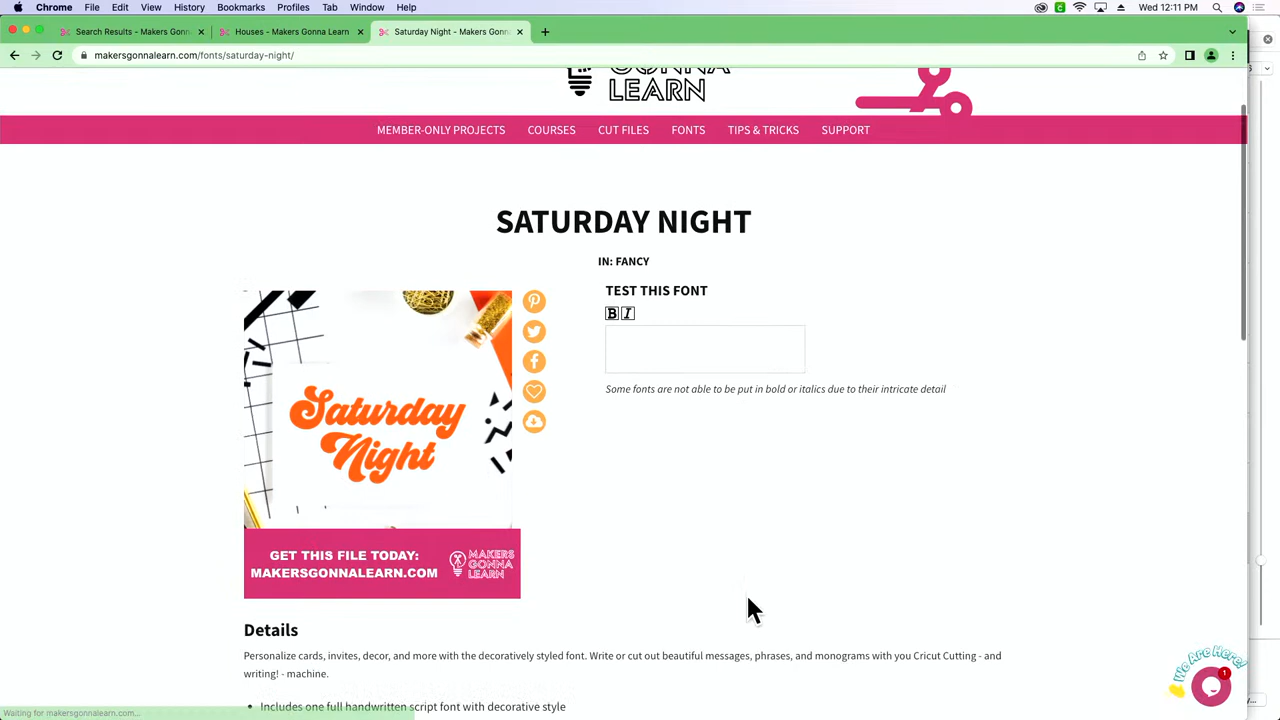 Chrome File Edit View History Bookmarks Profiles Tab Window Help Wed 12:11 PM
Search Results - Makers Gonn Houses - Makers Gonna Learn Saturday Night - Makers Gonn
makersgonnalearn.com/fonts/saturday-night/
GONNA
LEARN
MEMBER-ONLY PROJECTS COURSES CUT FILES FONTS TIPS & TRICKS SUPPORT
SATURDAY NIGHT
IN: FANCY
TEST THIS FONT
B I
Some fonts are not able to be put in bold or italics due to their intricate detail
Saturday
Night
GET THIS FILE TODAY:
MAKERSGONNALEARN.COM
MAKERS
GONNA
LEARN
Details
Personalize cards, invites, decor, and more with the decoratively styled font. Write or cut out beautiful messages, phrases, and monograms with you Cricut Cutting - and
writing! - machine.
• Includes one full handwritten script font with decorative style
We Are Here!
1
Waiting for makersgonnalearn.com...